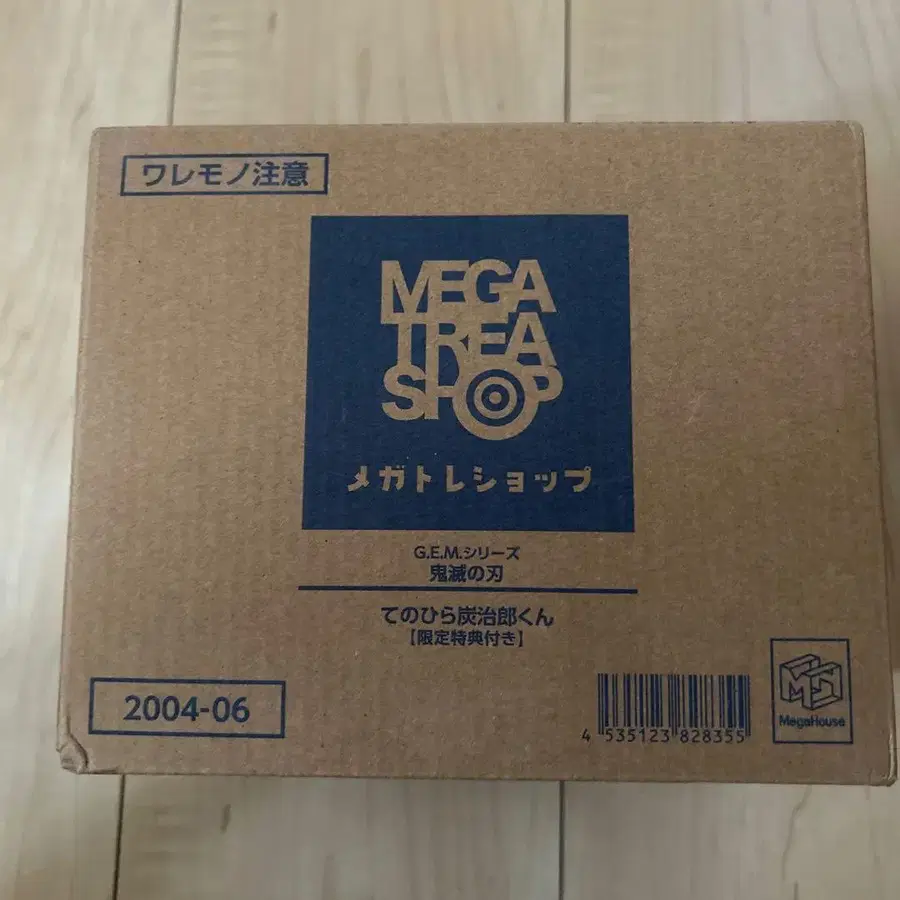 ワレモノ注意
MEGA
TREA
SHOP
メガトレショップ
G.E.M.シリーズ
鬼滅の刃
てのひら炭治郎くん
【限定特典付き】
2004-06
4 535123 828355
MegaHouse